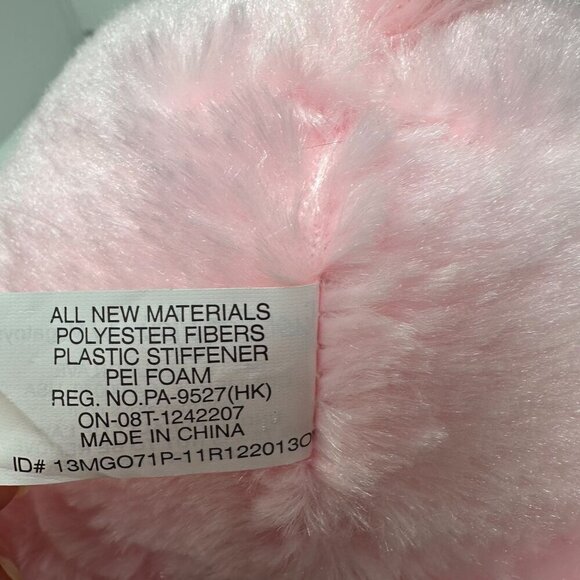 ALL NEW MATERIALS
POLYESTER FIBERS
PLASTIC STIFFENER
PEI FOAM
REG. NO.PA-9527(HK)
ON-08T-1242207
MADE IN CHINA
ID# 13MGO71P-11R122013O